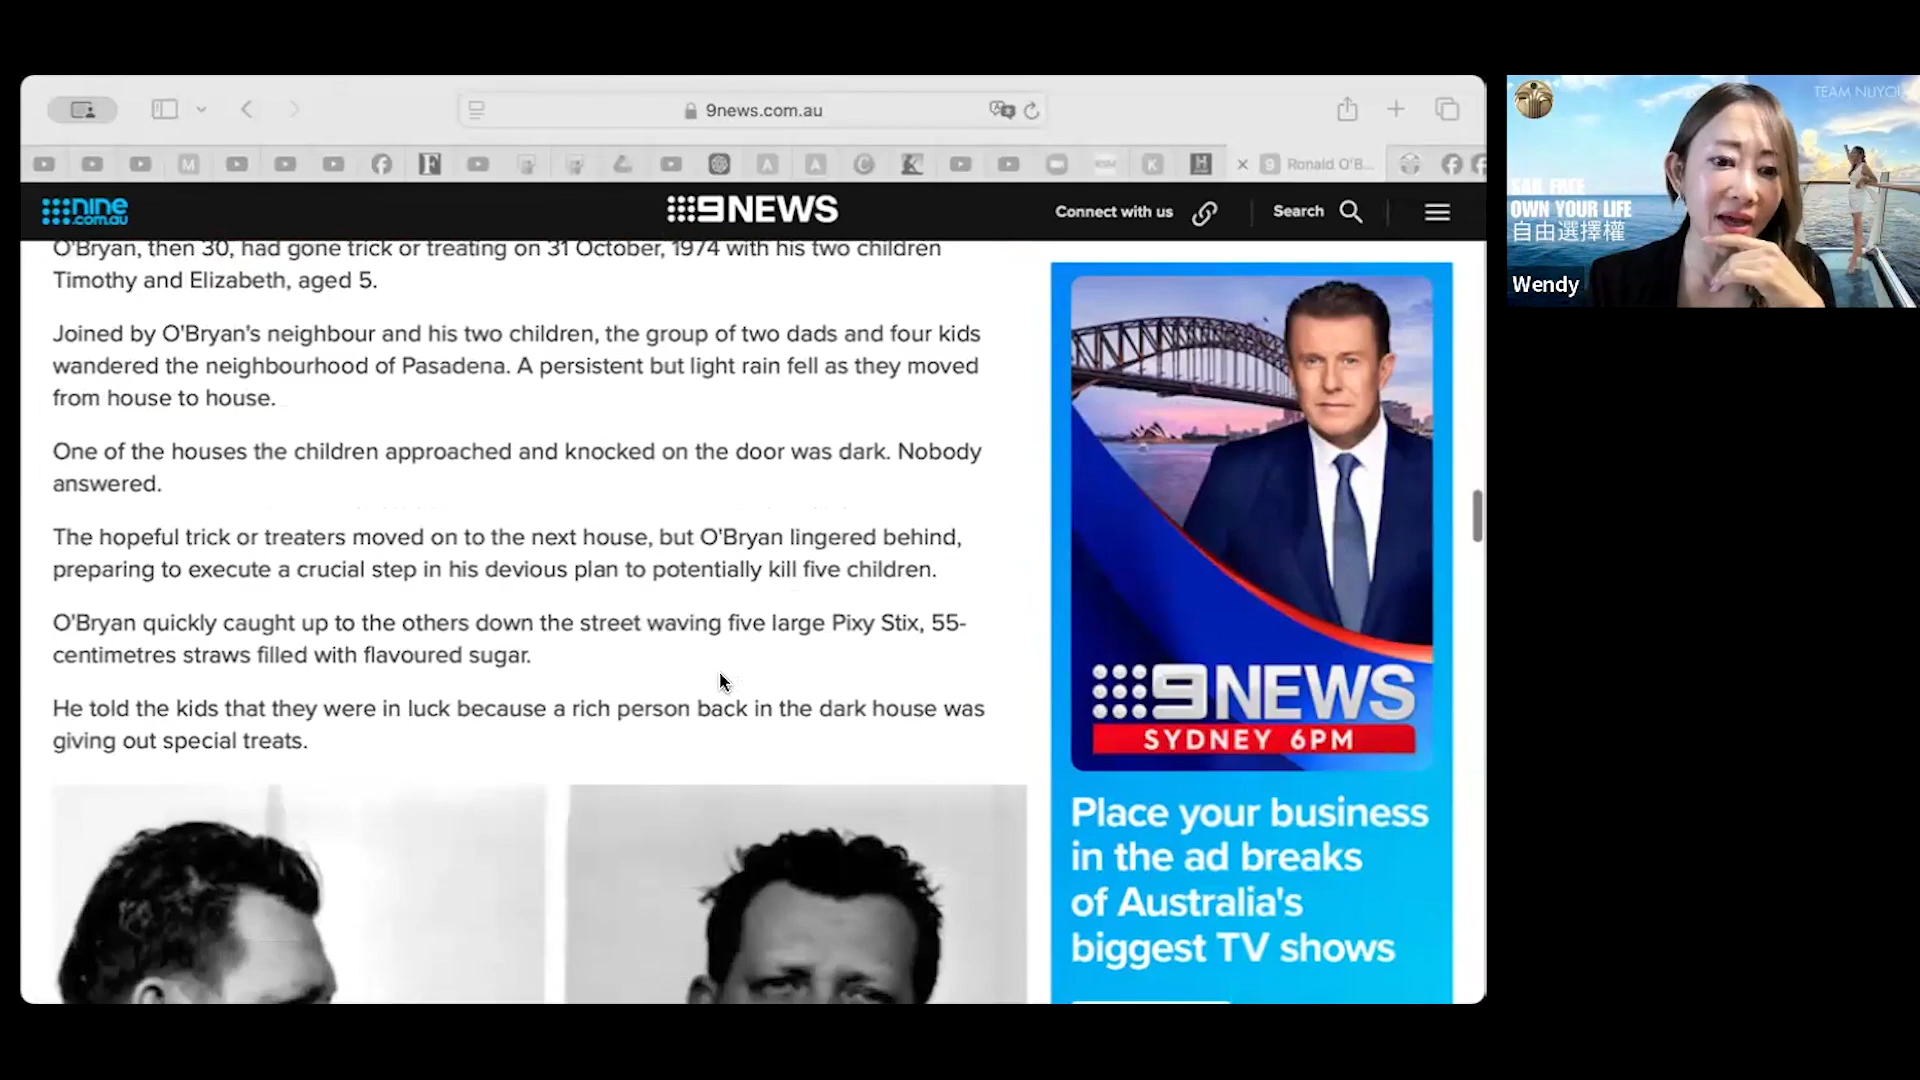 9news.com.au
Ronald O'B...
nine
.com.au
9NEWS
Connect with us
Search
O'Bryan, then 30, had gone trick or treating on 31 October, 1974 with his two children
Timothy and Elizabeth, aged 5.
Joined by O'Bryan's neighbour and his two children, the group of two dads and four kids
wandered the neighbourhood of Pasadena. A persistent but light rain fell as they moved
from house to house.
One of the houses the children approached and knocked on the door was dark. Nobody
answered.
The hopeful trick or treaters moved on to the next house, but O'Bryan lingered behind,
preparing to execute a crucial step in his devious plan to potentially kill five children.
O'Bryan quickly caught up to the others down the street waving five large Pixy Stix, 55-
centimetres straws filled with flavoured sugar.
He told the kids that they were in luck because a rich person back in the dark house was
giving out special treats.
9NEWS
SYDNEY 6PM
Place your business
in the ad breaks
of Australia's
biggest TV shows
SAIL FREE
OWN YOUR LIFE
自由選擇權
Wendy